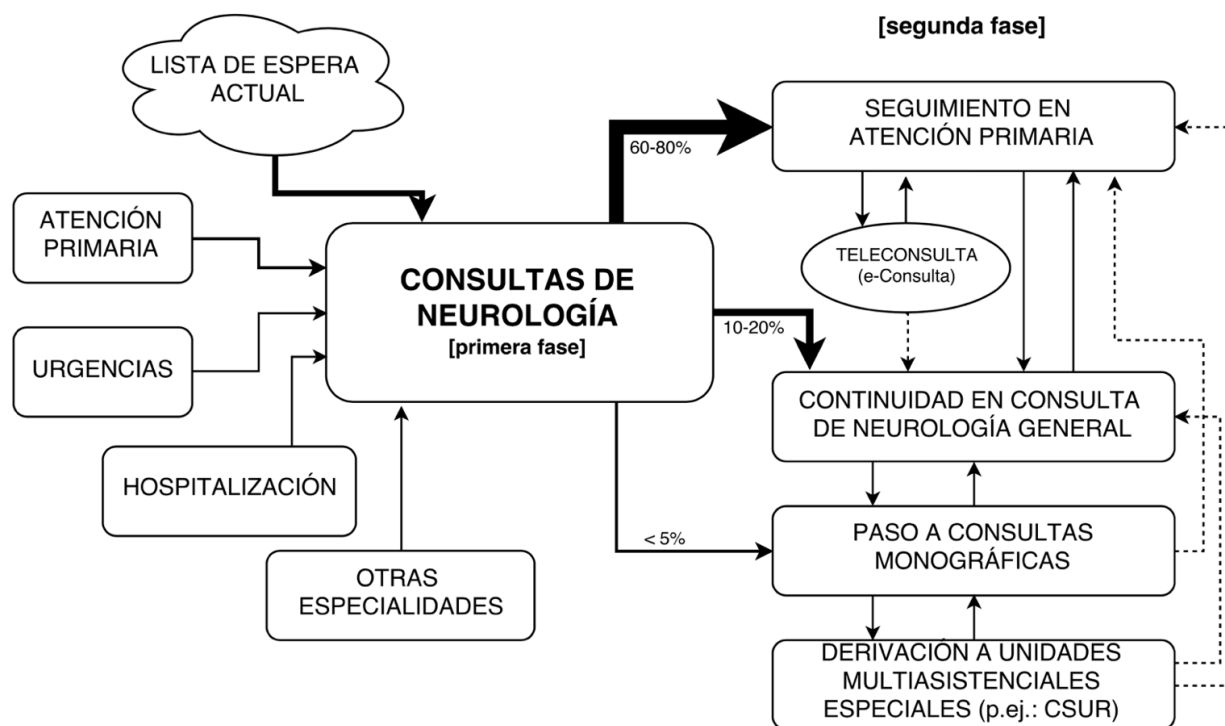 [segunda fase]
LISTA DE ESPERA
ACTUAL
SEGUIMIENTO EN
ATENCIÓN PRIMARIA
60-80%
ATENCIÓN
PRIMARIA
CONSULTAS DE
NEUROLOGÍA
[primera fase]
TELECONSULTA
(e-Consulta)
10-20%
URGENCIAS
CONTINUIDAD EN CONSULTA
DE NEUROLOGÍA GENERAL
HOSPITALIZACIÓN
< 5%
PASO A CONSULTAS
MONOGRÁFICAS
OTRAS
ESPECIALIDADES
DERIVACIÓN A UNIDADES
MULTIASISTENCIALES
ESPECIALES (p.ej.: CSUR)